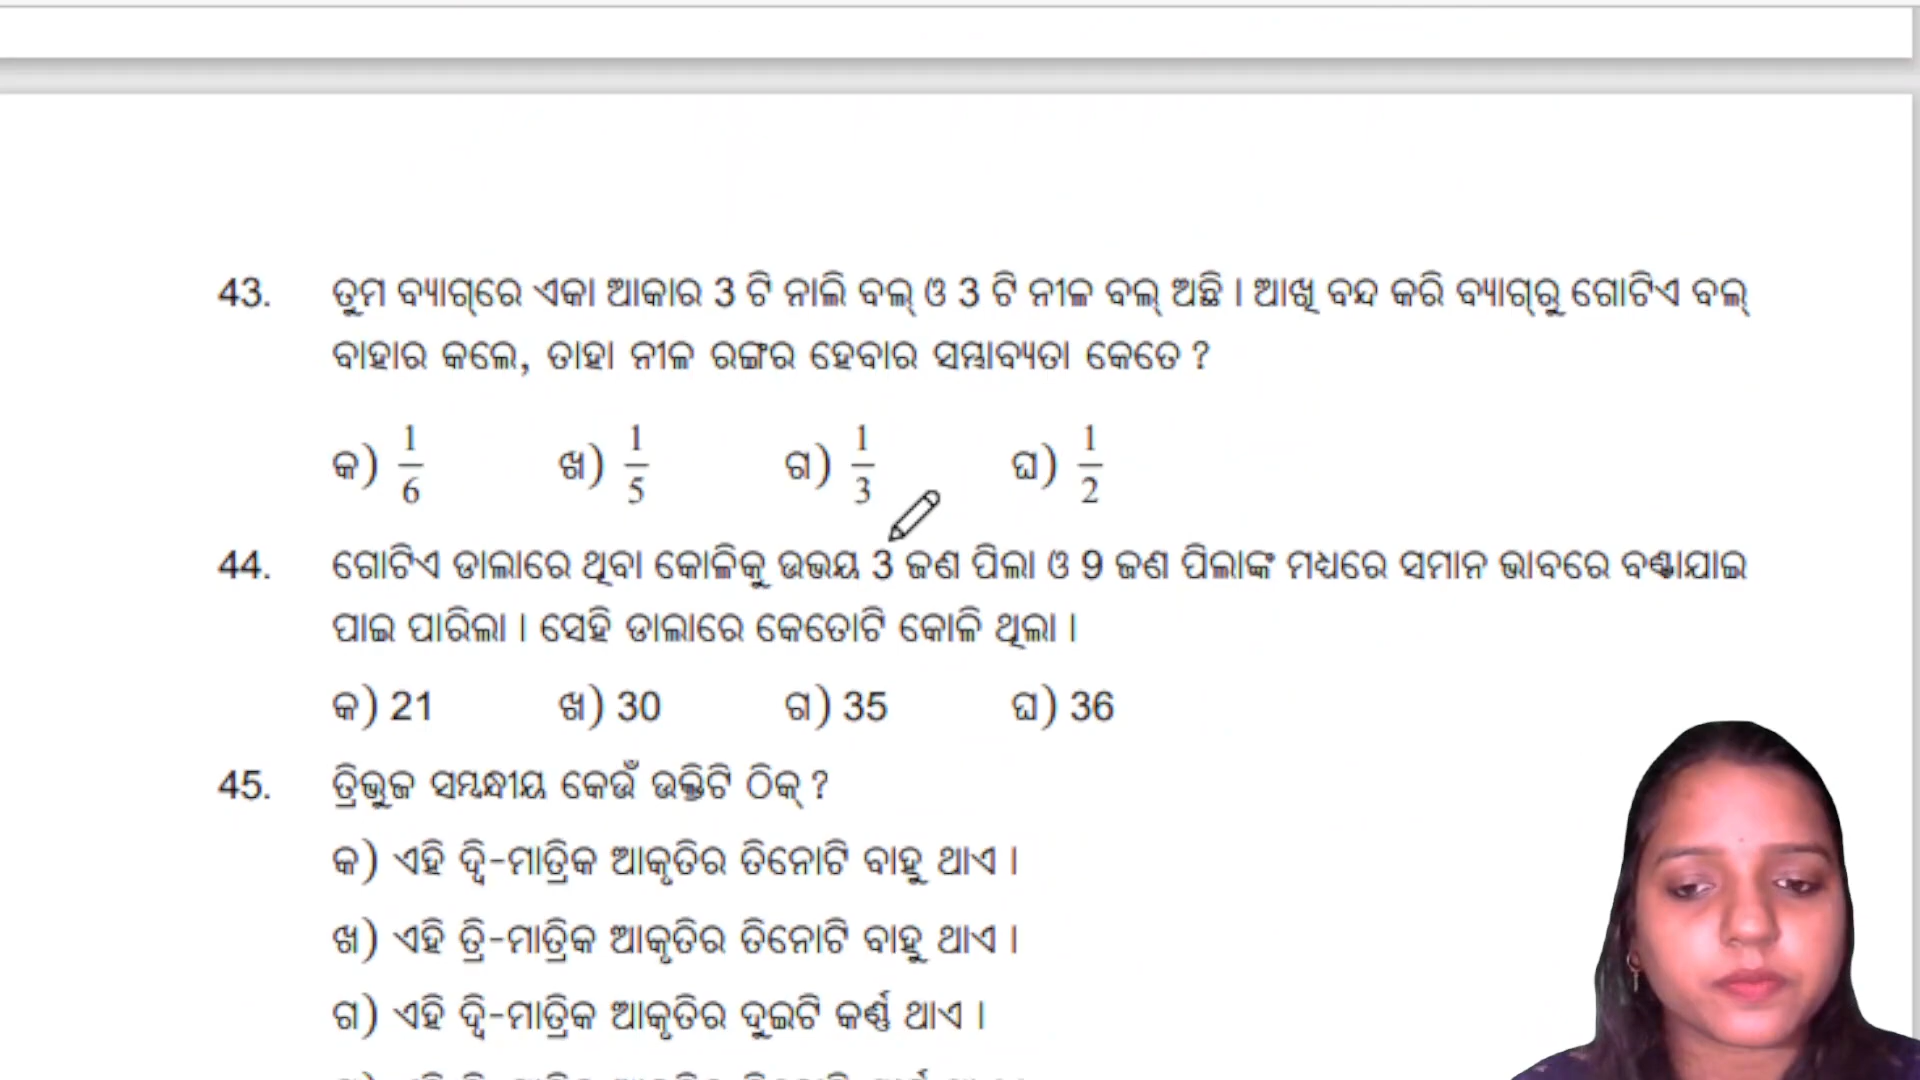 43. ତୁମ ବ୍ୟାଗ୍‌ରେ ଏକା ଆକାର 3 ଟି ନାଲି ବଲ୍ ଓ 3 ଟି ନୀଳ ବଲ୍ ଅଛି । ଆଖି ବନ୍ଦ କରି ବ୍ୟାଗ୍‌ରୁ ଗୋଟିଏ ବଲ୍
ବାହାର କଲେ, ତାହା ନୀଳ ରଙ୍ଗର ହେବାର ସମ୍ଭାବ୍ୟତା କେତେ ?
କ) 1/6 ଖ) 1/5 ଗ) 1/3 ଘ) 1/2
44. ଗୋଟିଏ ଡାଲାରେ ଥିବା କୋଳିକୁ ଉଭୟ 3 ଜଣ ପିଲା ଓ 9 ଜଣ ପିଲାଙ୍କ ମଧ୍ୟରେ ସମାନ ଭାବରେ ବଣ୍ଟାଯାଇ
ପାଇ ପାରିଲା । ସେହି ଡାଲାରେ କେତୋଟି କୋଳି ଥିଲା ।
କ) 21 ଖ) 30 ଗ) 35 ଘ) 36
45. ତ୍ରିଭୁଜ ସମ୍ବନ୍ଧୀୟ କେଉଁ ଉକ୍ତିଟି ଠିକ୍ ?
କ) ଏହି ଦ୍ୱି-ମାତ୍ରିକ ଆକୃତିର ତିନୋଟି ବାହୁ ଥାଏ ।
ଖ) ଏହି ତ୍ରି-ମାତ୍ରିକ ଆକୃତିର ତିନୋଟି ବାହୁ ଥାଏ ।
ଗ) ଏହି ଦ୍ୱି-ମାତ୍ରିକ ଆକୃତିର ଦୁଇଟି କର୍ଣ୍ଣ ଥାଏ ।